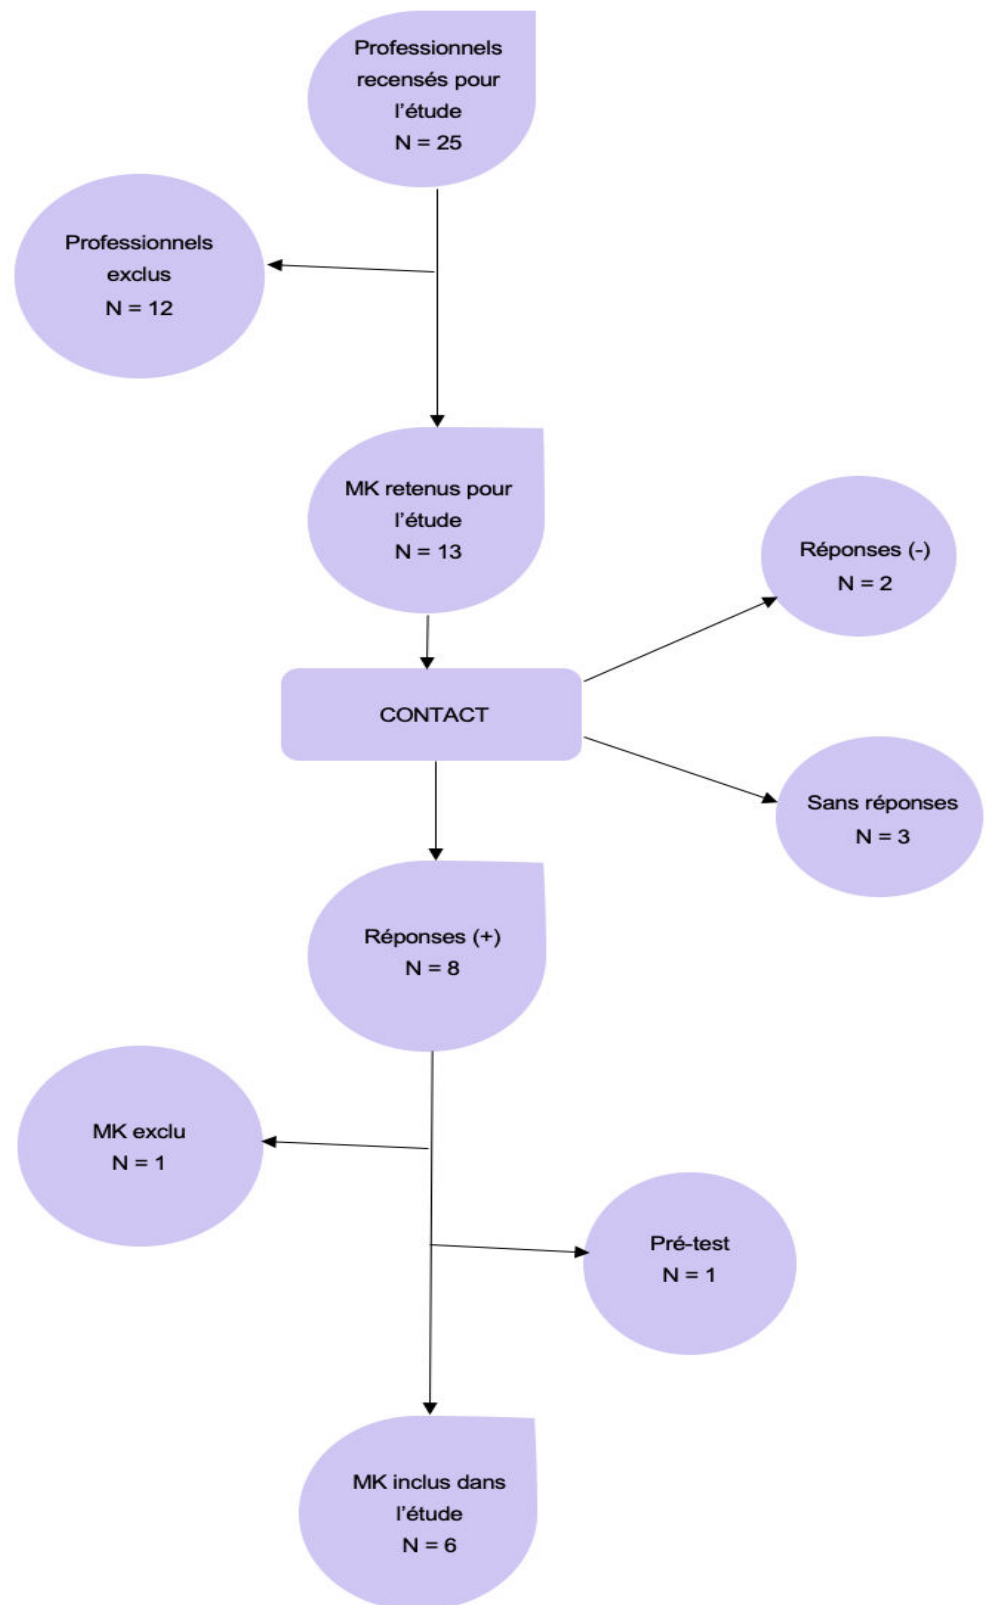 Professionnels
recensés pour
l'étude
N = 25
Professionnels
exclus
N = 12
MK retenus pour
l'étude
N = 13
Réponses (-)
N = 2
CONTACT
Sans réponses
N = 3
Réponses (+)
N = 8
MK exclu
N = 1
Pré-test
N = 1
MK inclus dans
l'étude
N = 6